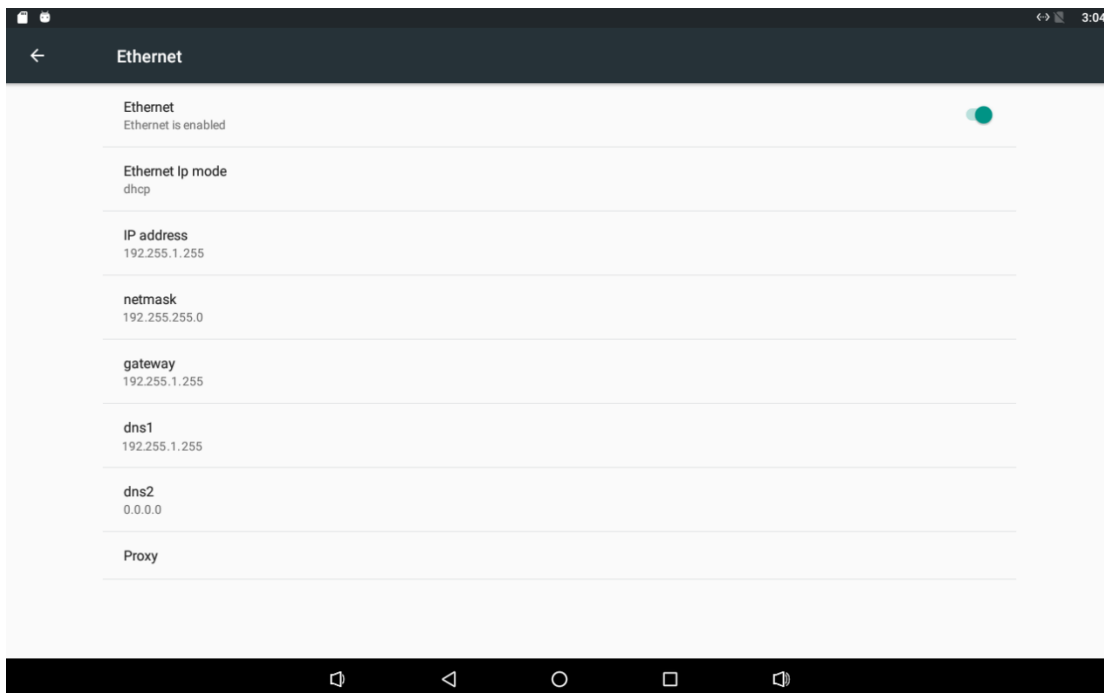 3:04
Ethernet
Ethernet
Ethernet is enabled
Ethernet Ip mode
dhcp
IP address
192.255.1.255
netmask
192.255.255.0
gateway
192.255.1.255
dns1
192.255.1.255
dns2
0.0.0.0
Proxy